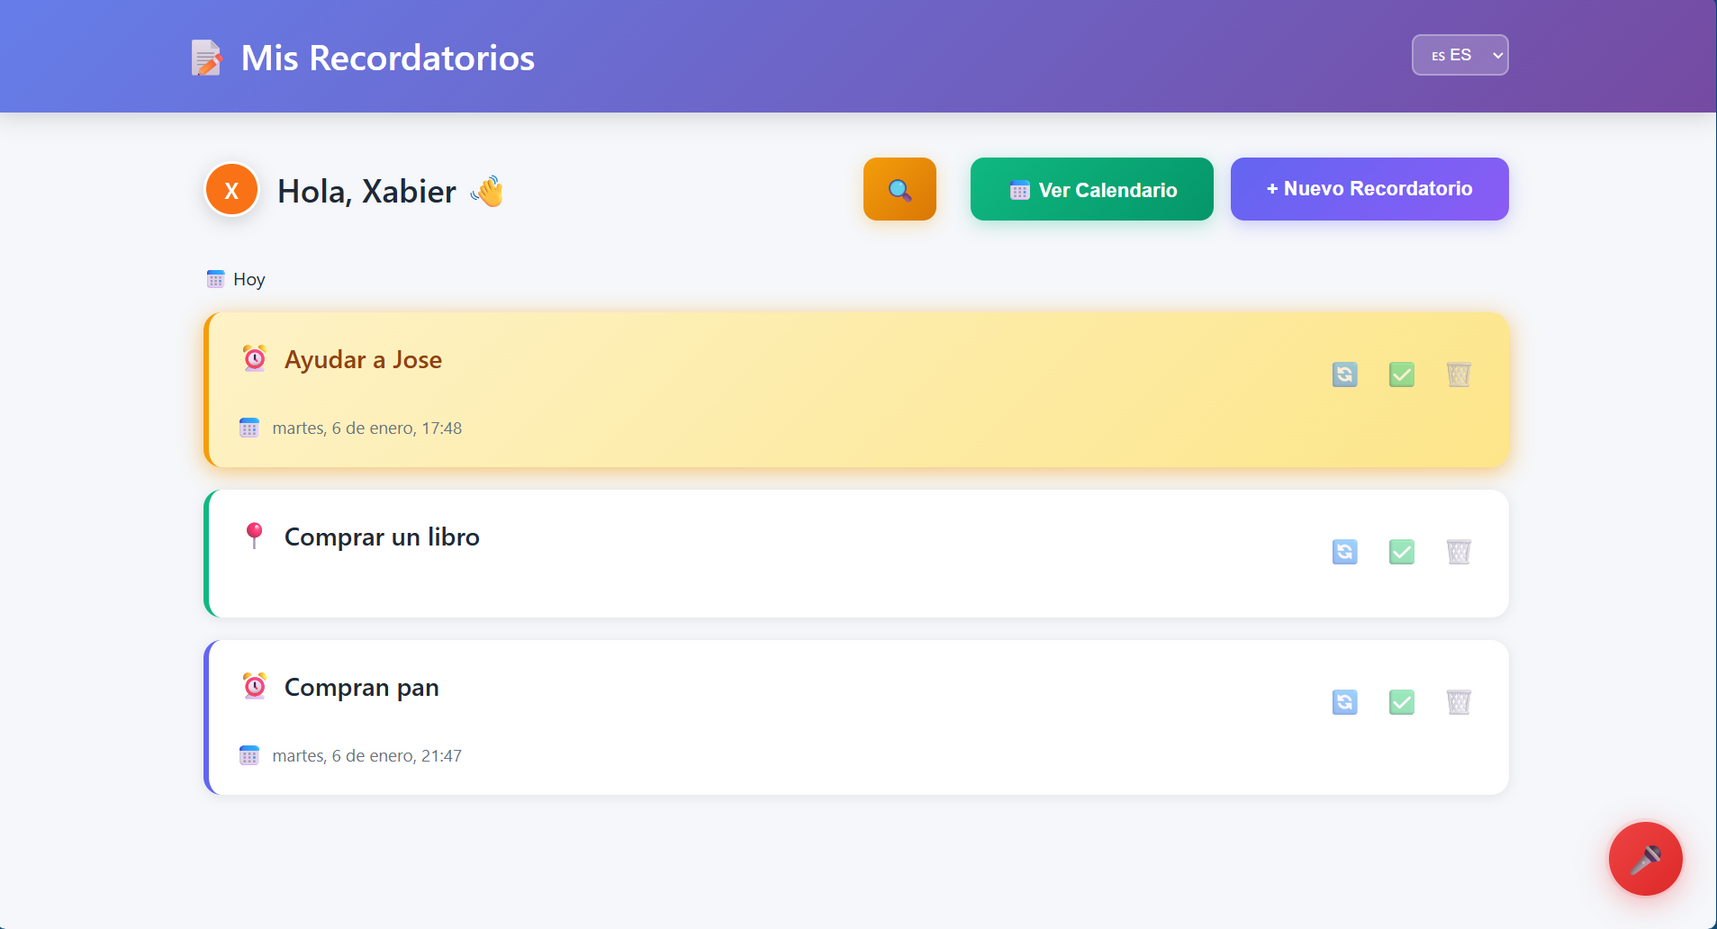 Mis Recordatorios
ES ES
X
Hola, Xabier
Ver Calendario
+ Nuevo Recordatorio
Hoy
Ayudar a Jose
martes, 6 de enero, 17:48
Comprar un libro
Compran pan
martes, 6 de enero, 21:47